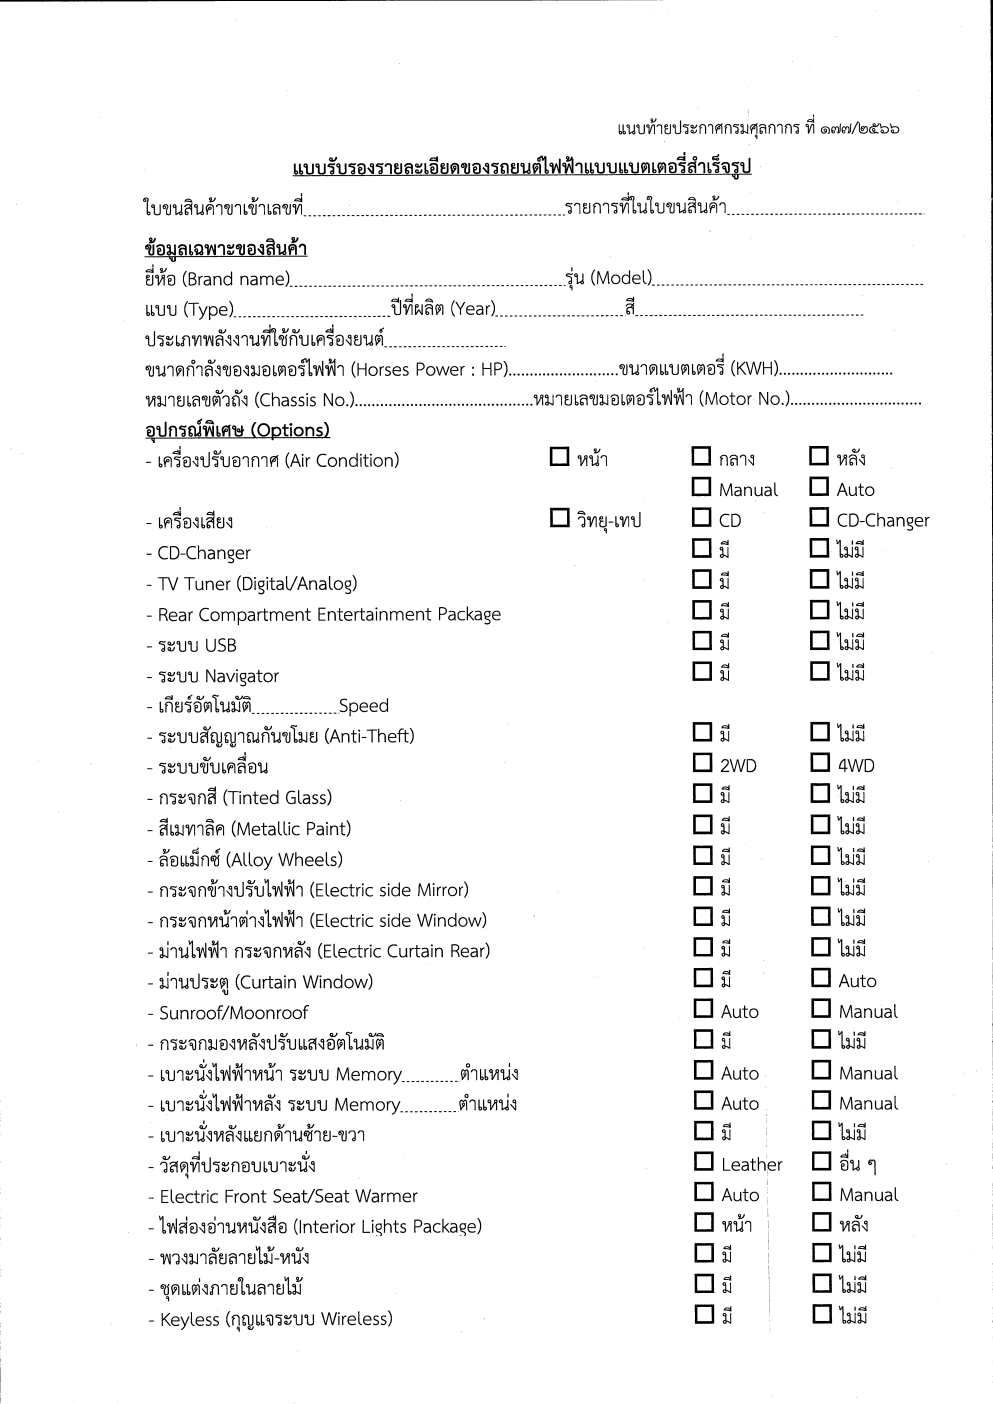 แนบท้ายประกาศกรมศุลกากร ที่ ๑๗๗/๒๕๖๖
แบบรับรองรายละเอียดของรถยนต์ไฟฟ้าแบบแบตเตอรี่สำเร็จรูป
ใบขนสินค้าขาเข้าเลขที่..............................รายการที่ในใบขนสินค้า..............................
ข้อมูลเฉพาะของสินค้า
ยี่ห้อ (Brand name)..............................รุ่น (Model)..............................
แบบ (Type)....................ปีที่ผลิต (Year)....................สี..............................
ประเภทพลังงานที่ใช้กับเครื่องยนต์....................
ขนาดกำลังของมอเตอร์ไฟฟ้า (Horses Power : HP)..........................ขนาดแบตเตอรี่ (KWH)...........................
หมายเลขตัวถัง (Chassis No.)..........................................หมายเลขมอเตอร์ไฟฟ้า (Motor No.)...............................
อุปกรณ์พิเศษ (Options)
- เครื่องปรับอากาศ (Air Condition) ☐ หน้า ☐ กลาง ☐ หลัง
☐ Manual ☐ Auto
- เครื่องเสียง ☐ วิทยุ-เทป ☐ CD ☐ CD-Changer
- CD-Changer ☐ มี ☐ ไม่มี
- TV Tuner (Digital/Analog) ☐ มี ☐ ไม่มี
- Rear Compartment Entertainment Package ☐ มี ☐ ไม่มี
- ระบบ USB ☐ มี ☐ ไม่มี
- ระบบ Navigator ☐ มี ☐ ไม่มี
- เกียร์อัตโนมัติ.................Speed
- ระบบสัญญาณกันขโมย (Anti-Theft) ☐ มี ☐ ไม่มี
- ระบบขับเคลื่อน ☐ 2WD ☐ 4WD
- กระจกสี (Tinted Glass) ☐ มี ☐ ไม่มี
- สีเมทาลิค (Metallic Paint) ☐ มี ☐ ไม่มี
- ล้อแม็กซ์ (Alloy Wheels) ☐ มี ☐ ไม่มี
- กระจกข้างปรับไฟฟ้า (Electric side Mirror) ☐ มี ☐ ไม่มี
- กระจกหน้าต่างไฟฟ้า (Electric side Window) ☐ มี ☐ ไม่มี
- ม่านไฟฟ้า กระจกหลัง (Electric Curtain Rear) ☐ มี ☐ ไม่มี
- ม่านประตู (Curtain Window) ☐ มี ☐ Auto
- Sunroof/Moonroof ☐ Auto ☐ Manual
- กระจกมองหลังปรับแสงอัตโนมัติ ☐ มี ☐ ไม่มี
- เบาะนั่งไฟฟ้าหน้า ระบบ Memory...........ตำแหน่ง ☐ Auto ☐ Manual
- เบาะนั่งไฟฟ้าหลัง ระบบ Memory...........ตำแหน่ง ☐ Auto ☐ Manual
- เบาะนั่งหลังแยกด้านซ้าย-ขวา ☐ มี ☐ ไม่มี
- วัสดุที่ประกอบเบาะนั่ง ☐ Leather ☐ อื่น ๆ
- Electric Front Seat/Seat Warmer ☐ Auto ☐ Manual
- ไฟส่องอ่านหนังสือ (Interior Lights Package) ☐ หน้า ☐ หลัง
- พวงมาลัยลายไม้-หนัง ☐ มี ☐ ไม่มี
- ชุดแต่งภายในลายไม้ ☐ มี ☐ ไม่มี
- Keyless (กุญแจระบบ Wireless) ☐ มี ☐ ไม่มี